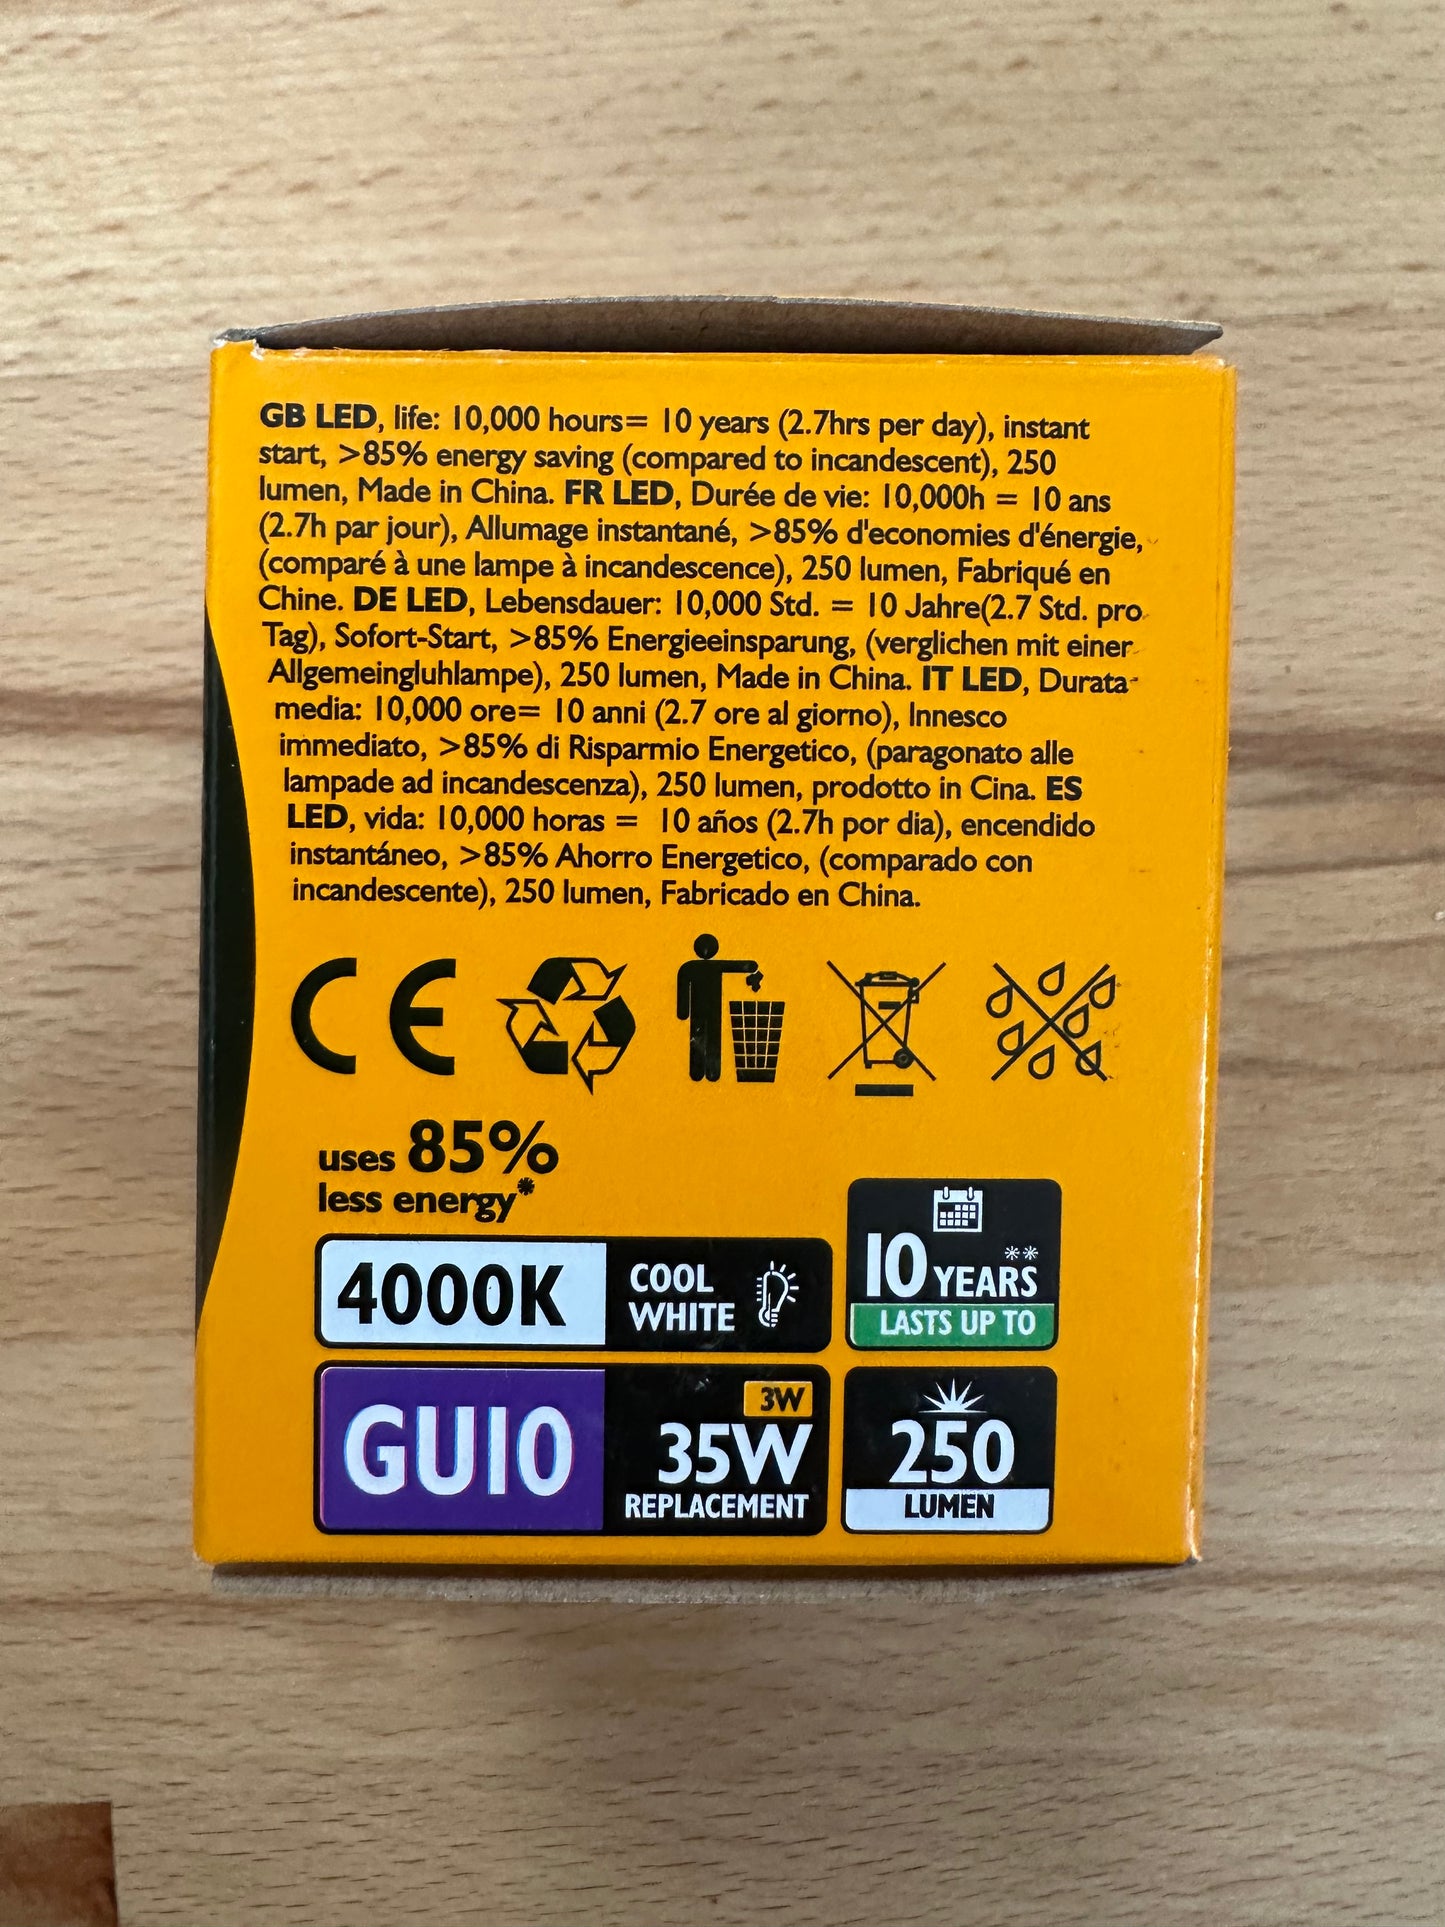 GB LED, life: 10,000 hours= 10 years (2.7hrs per day), instant
start, >85% energy saving (compared to incandescent), 250
lumen, Made in China. FR LED, Durée de vie: 10,000h = 10 ans
(2.7h par jour), Allumage instantané, >85% d'economies d'énergie,
(comparé à une lampe à incandescence), 250 lumen, Fabriqué en
Chine. DE LED, Lebensdauer: 10,000 Std. = 10 Jahre(2.7 Std. pro
Tag), Sofort-Start, >85% Energieeinsparung, (verglichen mit einer
Allgemeingluhlampe), 250 lumen, Made in China. IT LED, Durata
media: 10,000 ore= 10 anni (2.7 ore al giorno), Innesco
immediato, >85% di Risparmio Energetico, (paragonato alle
lampade ad incandescenza), 250 lumen, prodotto in Cina. ES
LED, vida: 10,000 horas = 10 años (2.7h por dia), encendido
instantáneo, >85% Ahorro Energetico, (comparado con
incandescente), 250 lumen, Fabricado en China.
CE
uses 85%
less energy*
4000K
COOL
WHITE
10 YEARS**
LASTS UP TO
GU10
3W
35W
REPLACEMENT
250
LUMEN